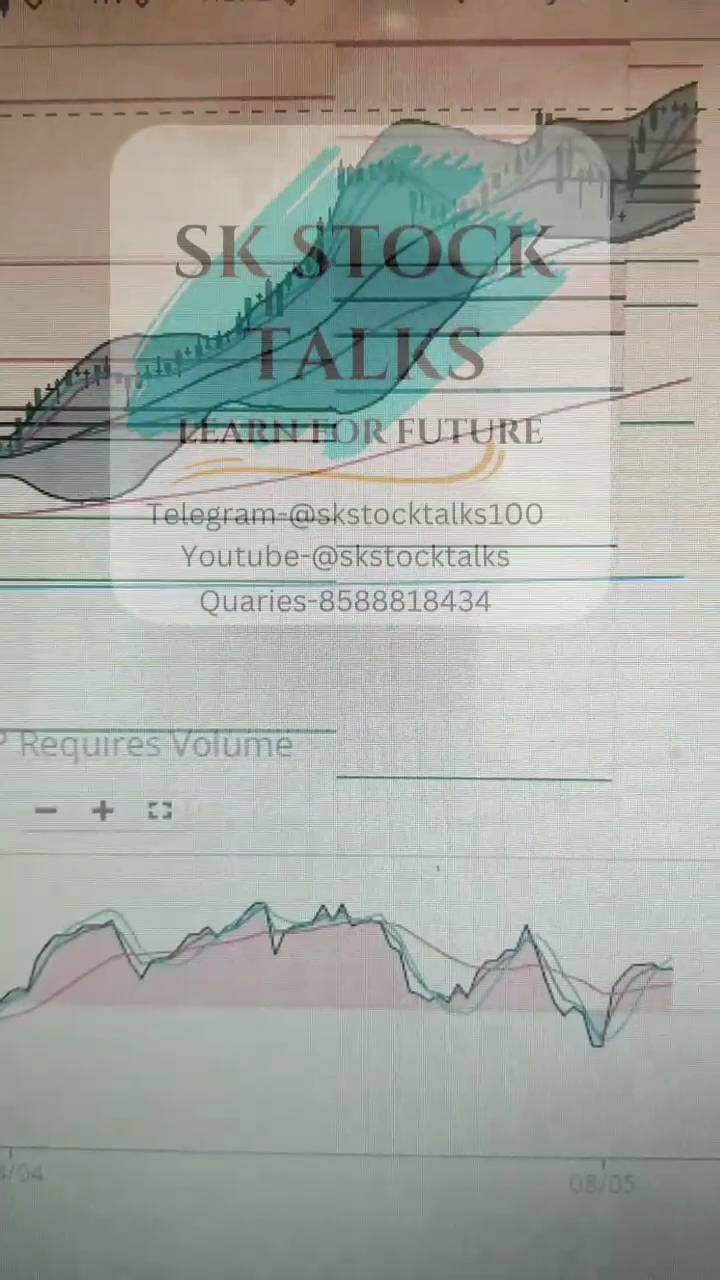 SK STOCK
TALKS
LEARN FOR FUTURE
Telegram-@skstocktalks100
Youtube-@skstocktalks
Quaries-8588818434
P Requires Volume
08/05